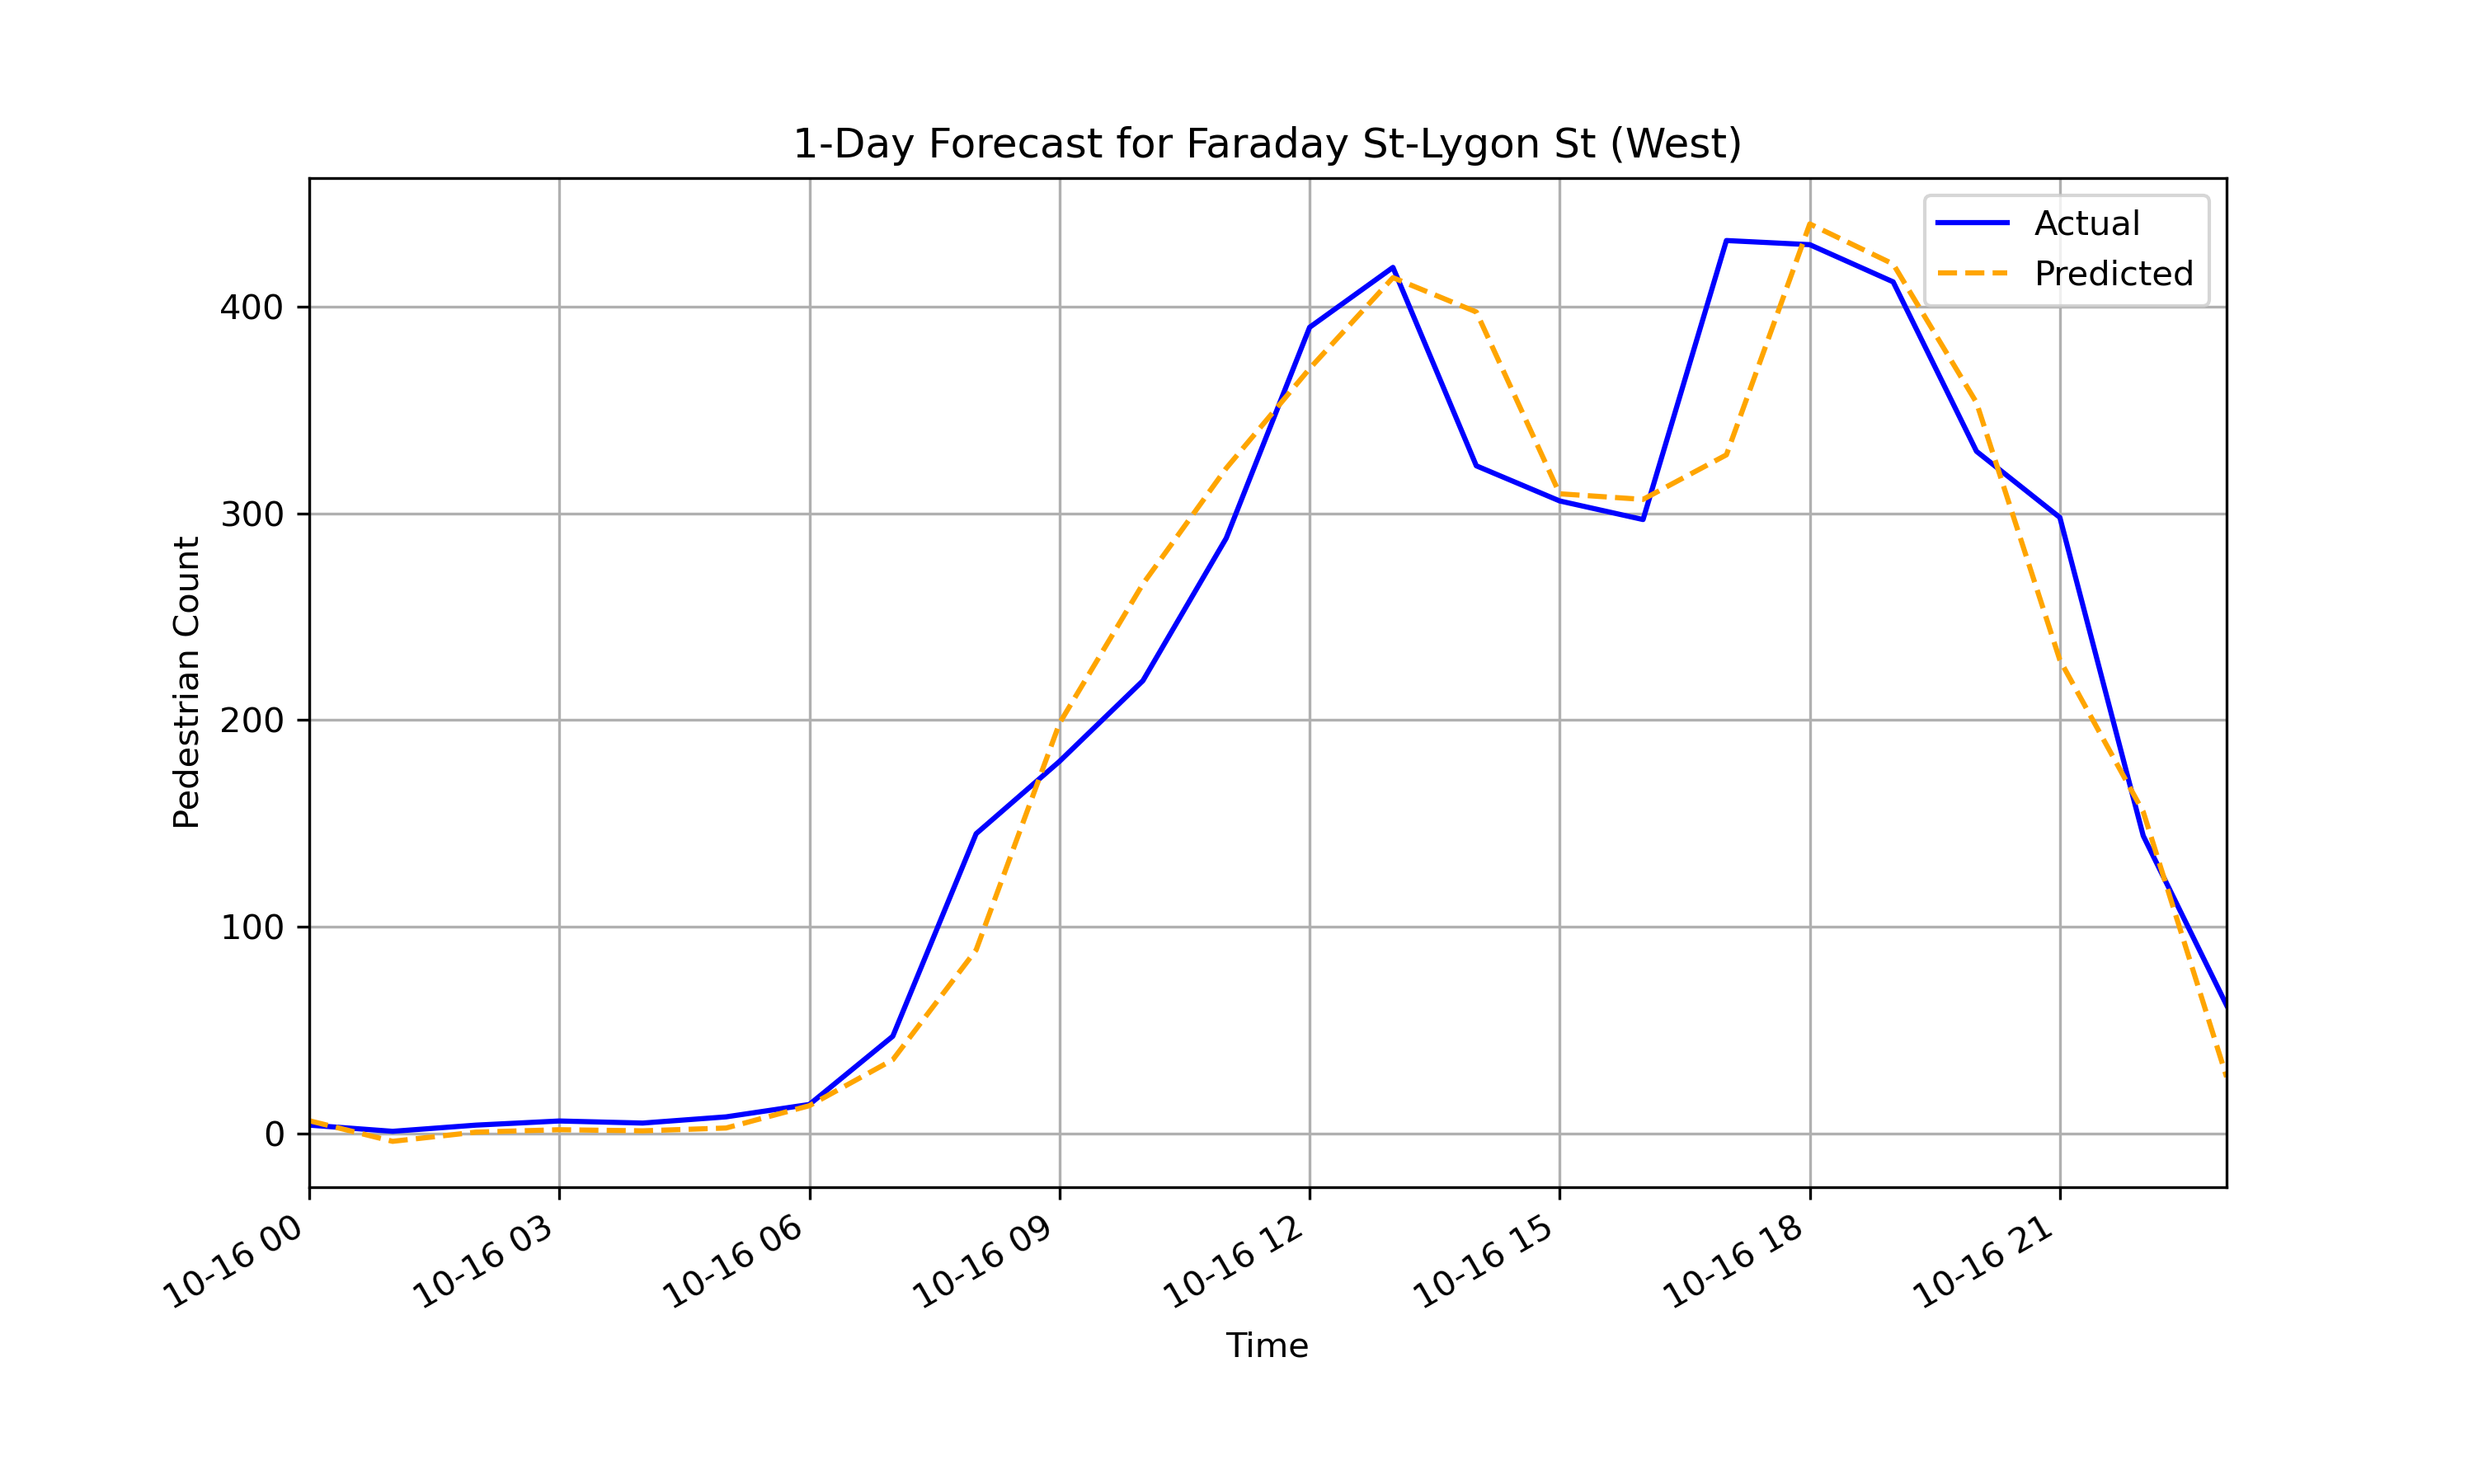 1-Day Forecast for Faraday St-Lygon St (West)
Actual
Predicted
Pedestrian Count
400
300
200
100
0
10-16 00
10-16 03
10-16 06
10-16 09
10-16 12
10-16 15
10-16 18
10-16 21
Time